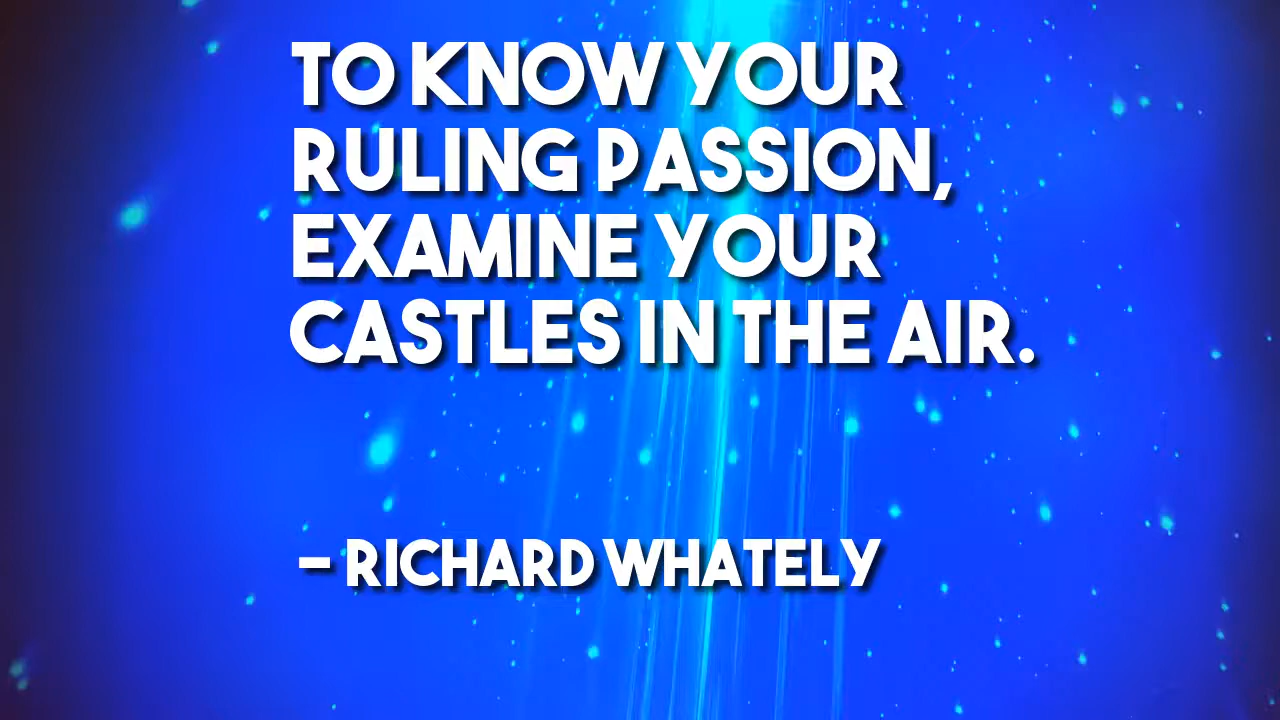 TO KNOW YOUR
RULING PASSION,
EXAMINE YOUR
CASTLES IN THE AIR.
– RICHARD WHATELY